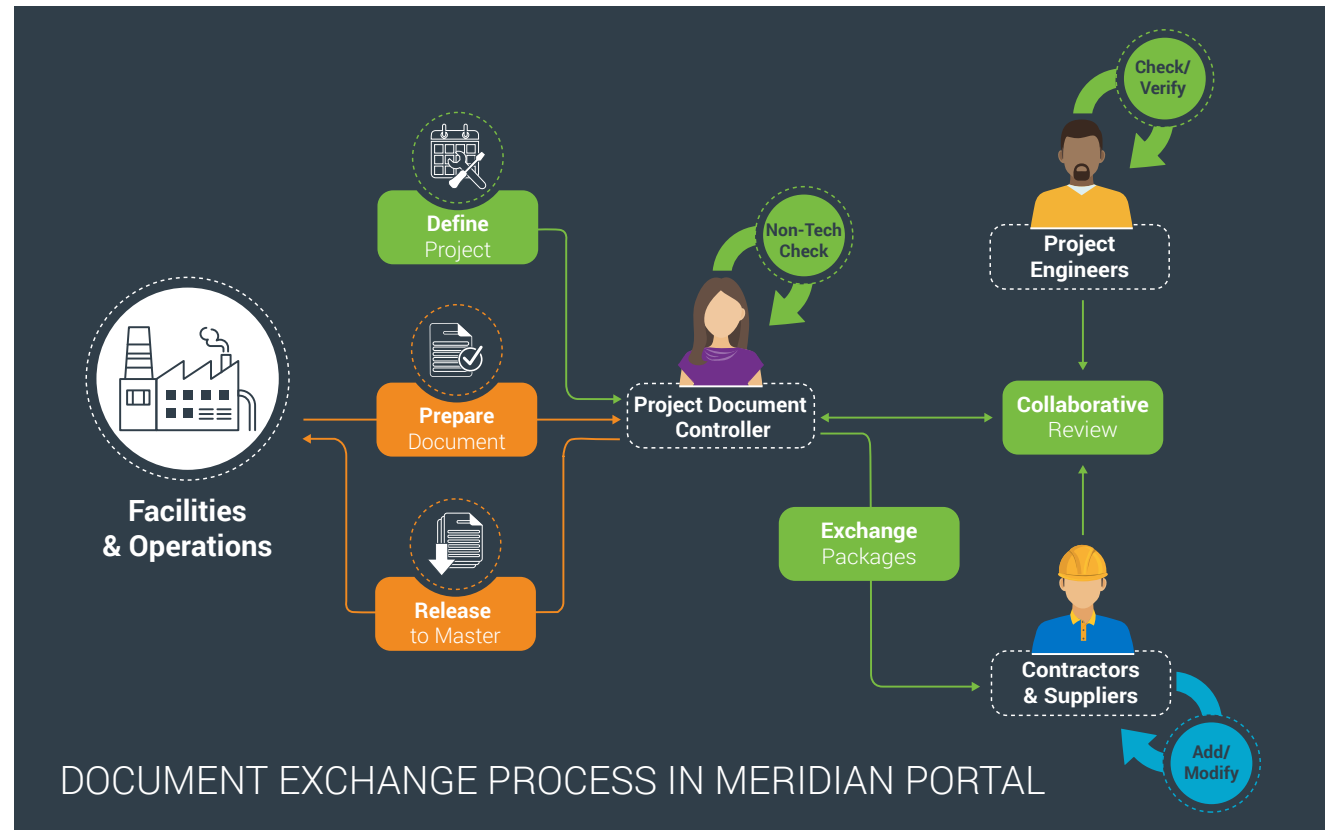 Check/
Verify
Define
Project
Non-Tech
Check
Project
Engineers
Prepare
Document
Project Document
Controller
Collaborative
Review
Facilities
& Operations
Exchange
Packages
Release
to Master
Contractors
& Suppliers
Add/
Modify
DOCUMENT EXCHANGE PROCESS IN MERIDIAN PORTAL